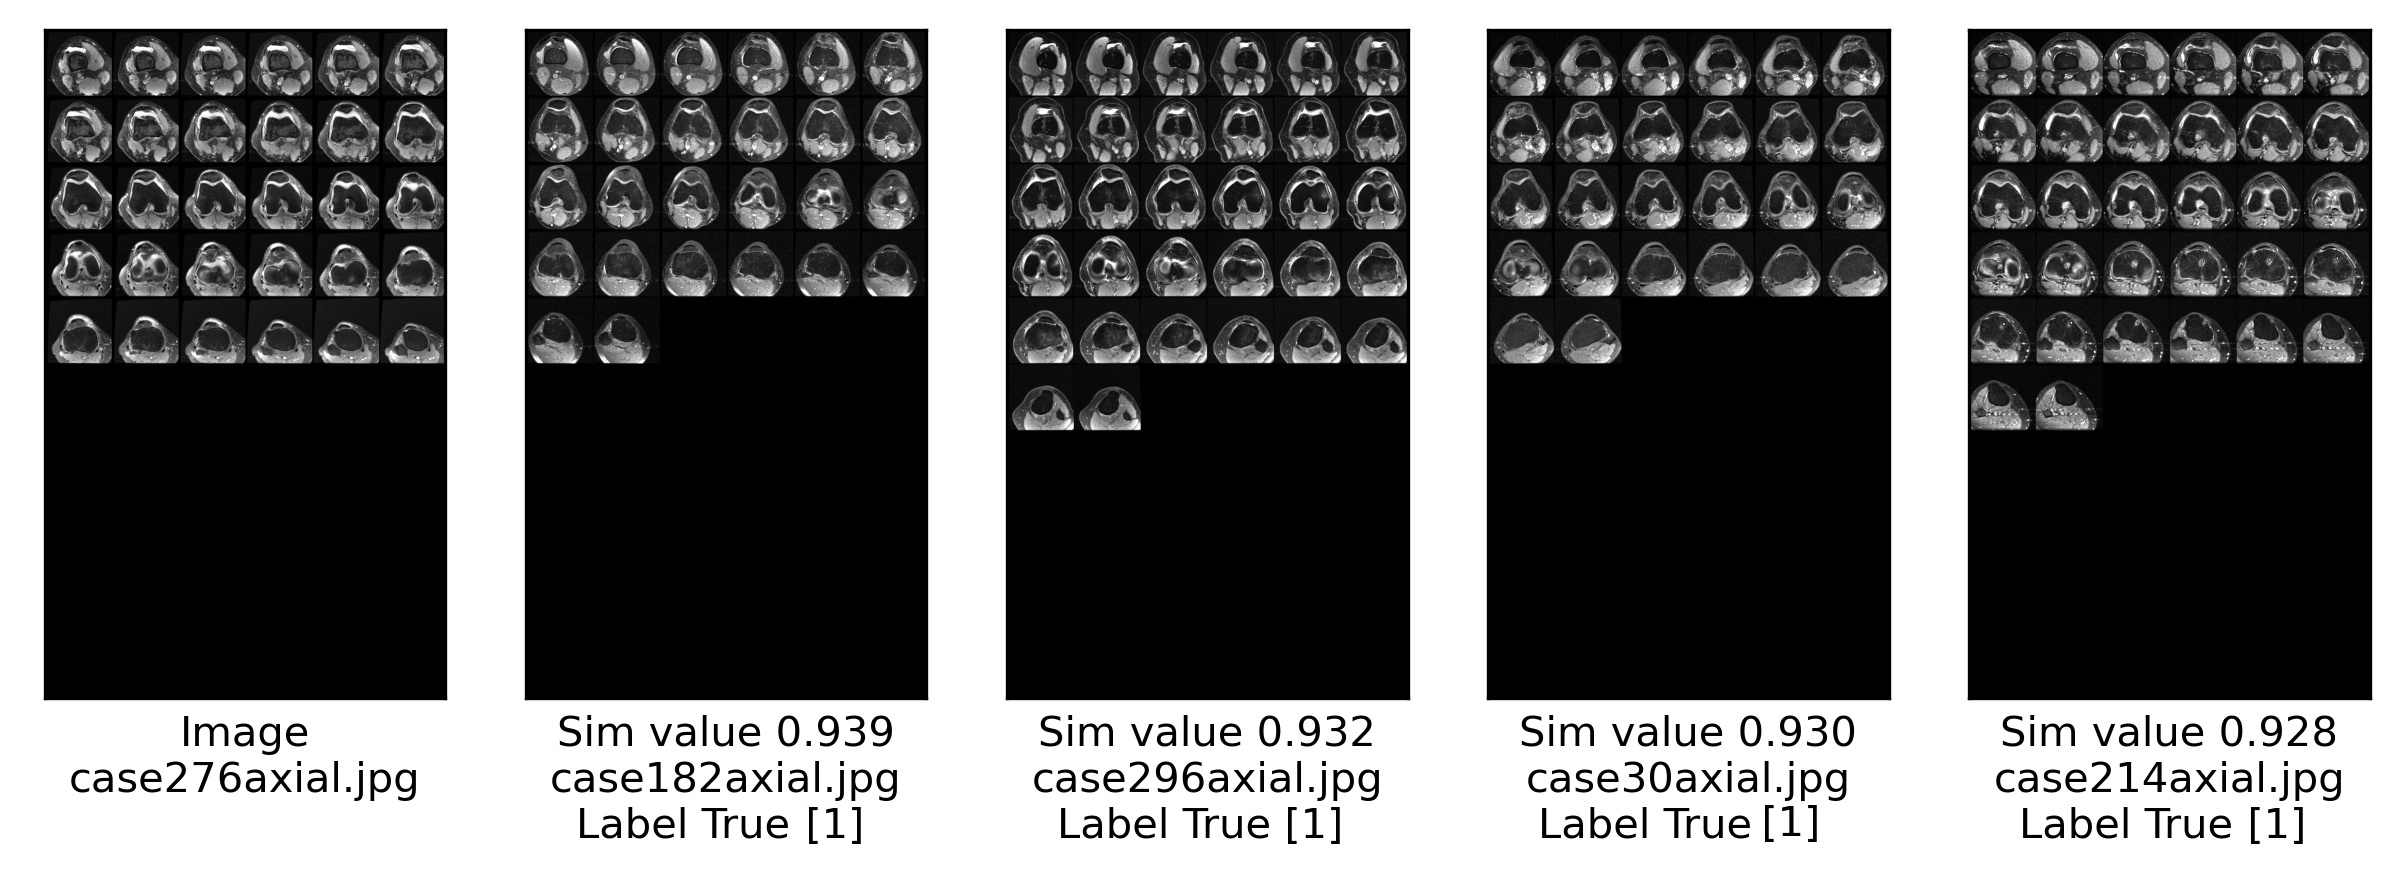 Image
case276axial.jpg
Sim value 0.939
case182axial.jpg
Label True [1]
Sim value 0.932
case296axial.jpg
Label True [1]
Sim value 0.930
case30axial.jpg
Label True [1]
Sim value 0.928
case214axial.jpg
Label True [1]